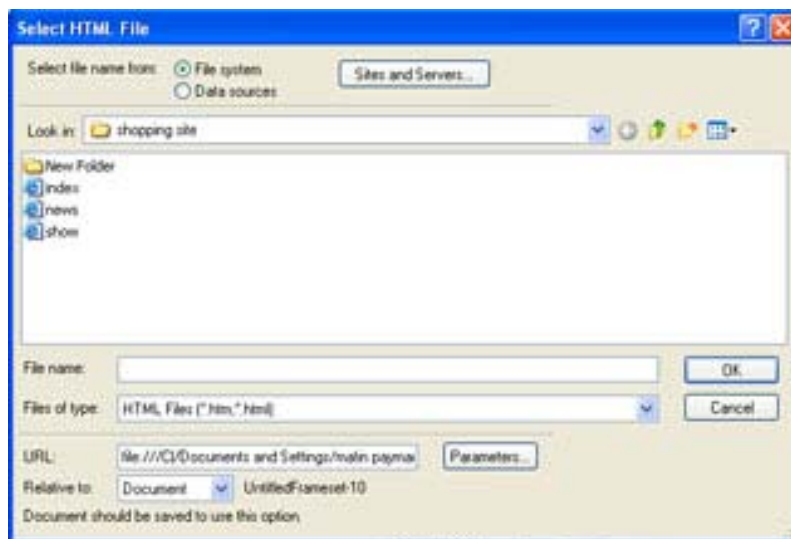 Select HTML File
Select file name from: File system
Data sources
Sites and Servers...
Look in: shopping site
New Folder
index
news
show
File name:
OK
Files of type: HTML Files (*.htm;*.html)
Cancel
URL: file:///C|/Documents and Settings/matin payma
Parameters...
Relative to: Document UntitledFrameset-10
Document should be saved to use this option.